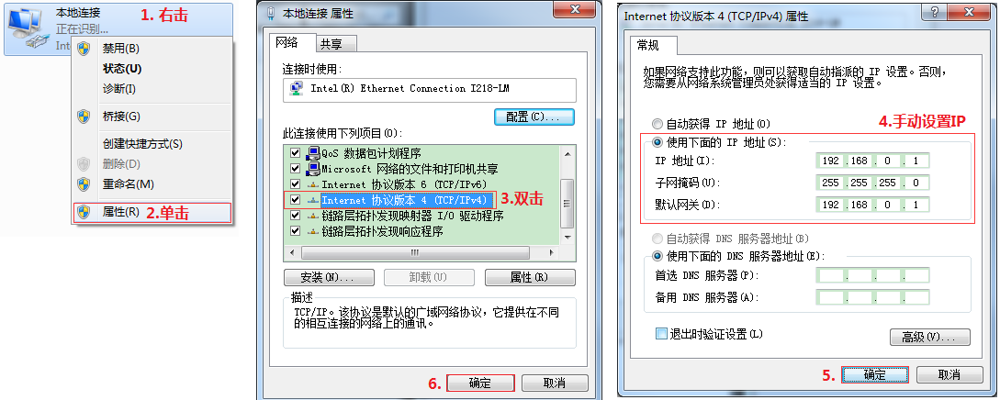 本地连接
1. 右击
正在识别...
Inte
禁用(B)
状态(U)
诊断(I)
桥接(G)
创建快捷方式(S)
删除(D)
重命名(M)
属性(R)
2.单击
本地连接 属性
网络
共享
连接时使用:
Intel(R) Ethernet Connection I218-LM
配置(C)...
此连接使用下列项目(O):
QoS 数据包计划程序
Microsoft 网络的文件和打印机共享
Internet 协议版本 6 (TCP/IPv6)
Internet 协议版本 4 (TCP/IPv4)
3.双击
链路层拓扑发现映射器 I/O 驱动程序
链路层拓扑发现响应程序
安装(N)...
卸载(U)
属性(R)
描述
TCP/IP。该协议是默认的广域网络协议，它提供在不同
的相互连接的网络上的通讯。
6.
确定
取消
Internet 协议版本 4 (TCP/IPv4) 属性
常规
如果网络支持此功能，则可以获取自动指派的 IP 设置。否则，
您需要从网络系统管理员处获得适当的 IP 设置。
自动获得 IP 地址(O)
4.手动设置IP
使用下面的 IP 地址(S):
IP 地址(I):
192 .168 . 0 . 1
子网掩码(U):
255 .255 .255 . 0
默认网关(D):
192 .168 . 0 . 1
自动获得 DNS 服务器地址(B)
使用下面的 DNS 服务器地址(E):
首选 DNS 服务器(P):
. . .
备用 DNS 服务器(A):
. . .
退出时验证设置(L)
高级(V)...
5.
确定
取消